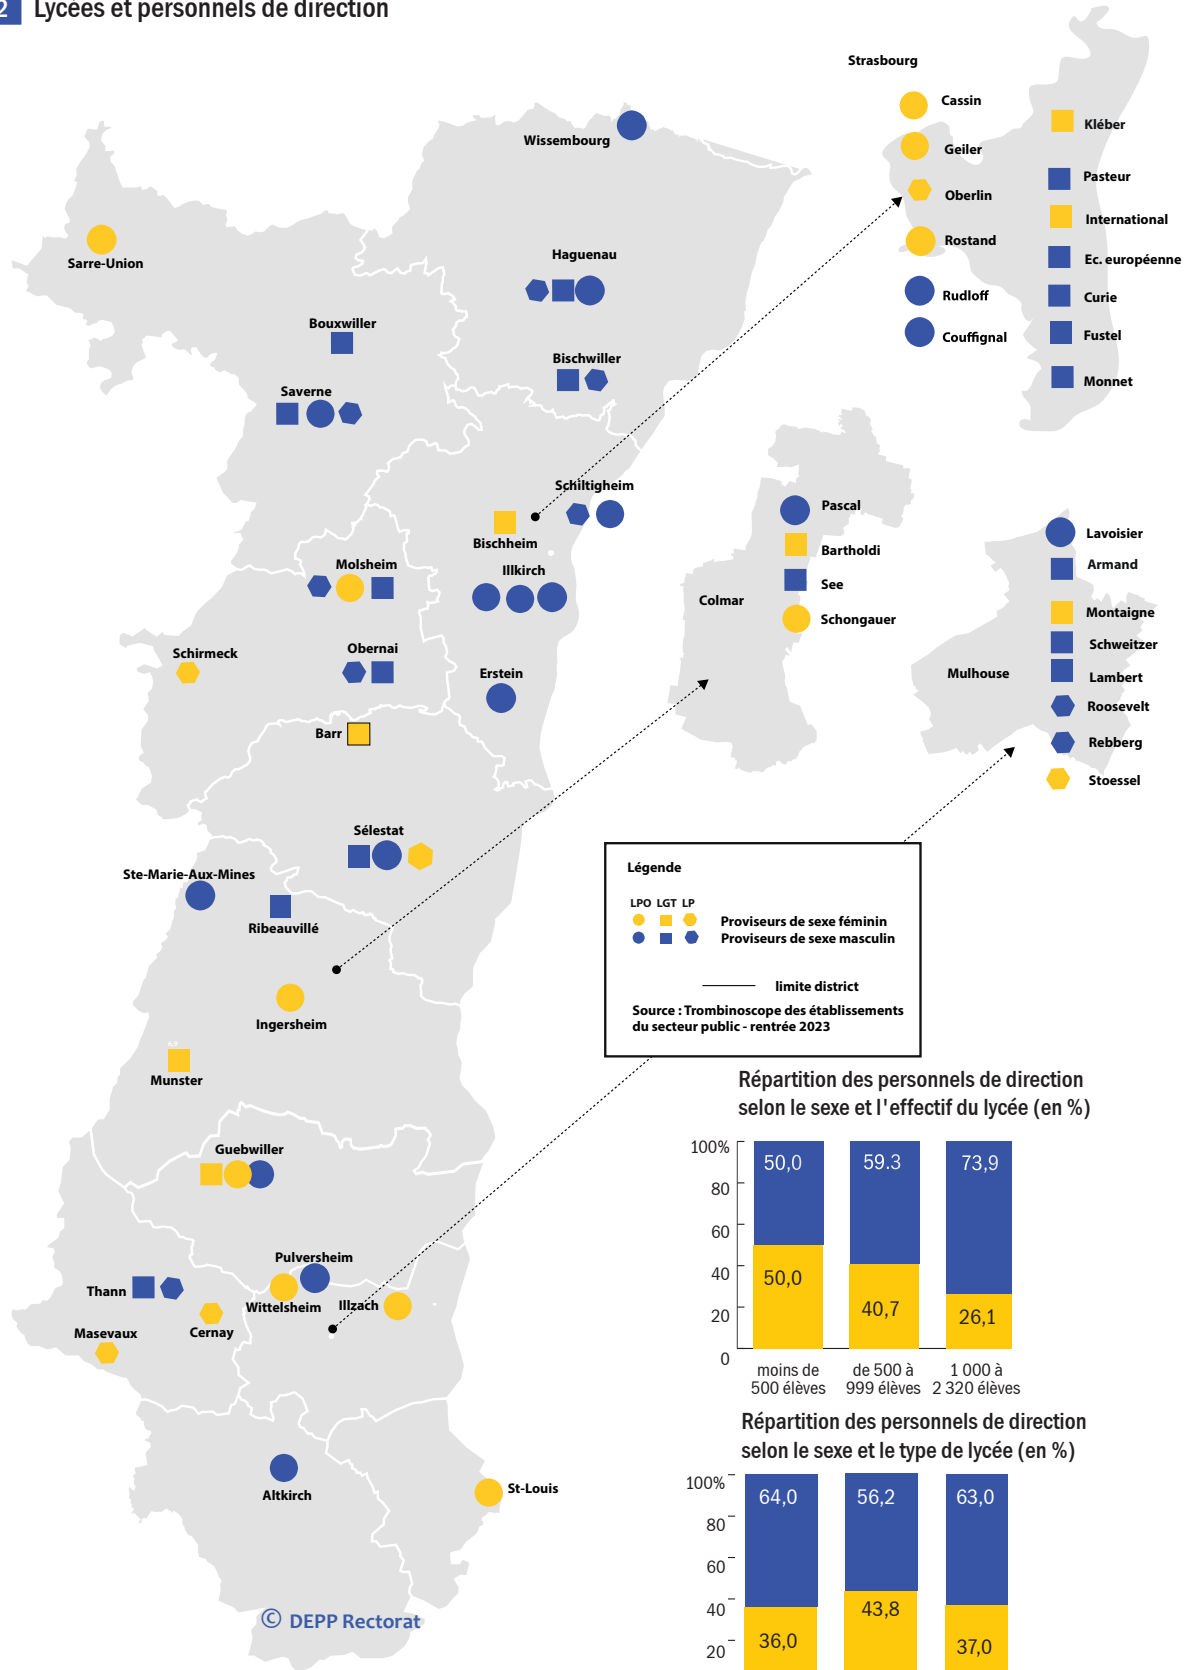 2 Lycées et personnels de direction
Strasbourg
Cassin
Geiler
Oberlin
Rostand
Rudloff
Couffignal
Kléber
Pasteur
International
Ec. européenne
Curie
Fustel
Monnet
Wissembourg
Sarre-Union
Haguenau
Bouxwiller
Bischwiller
Saverne
Schiltigheim
Bischheim
Molsheim
Illkirch
Schirmeck
Obernai
Erstein
Barr
Sélestat
Ste-Marie-Aux-Mines
Ribeauvillé
Ingersheim
Munster
Guebwiller
Pulversheim
Thann
Wittelsheim
Illzach
Cernay
Masevaux
Altkirch
St-Louis
Colmar
Pascal
Bartholdi
See
Schongauer
Mulhouse
Lavoisier
Armand
Montaigne
Schweitzer
Lambert
Roosevelt
Rebberg
Stoessel
Légende
LPO LGT LP
Proviseurs de sexe féminin
Proviseurs de sexe masculin
limite district
Source : Trombinoscope des établissements
du secteur public - rentrée 2023
Répartition des personnels de direction
selon le sexe et l'effectif du lycée (en %)
100%
80
60
40
20
0
50,0
59.3
73,9
50,0
40,7
26,1
moins de
500 élèves
de 500 à
999 élèves
1 000 à
2 320 élèves
Répartition des personnels de direction
selon le sexe et le type de lycée (en %)
100%
80
60
40
20
64,0
56,2
63,0
36,0
43,8
37,0
© DEPP Rectorat